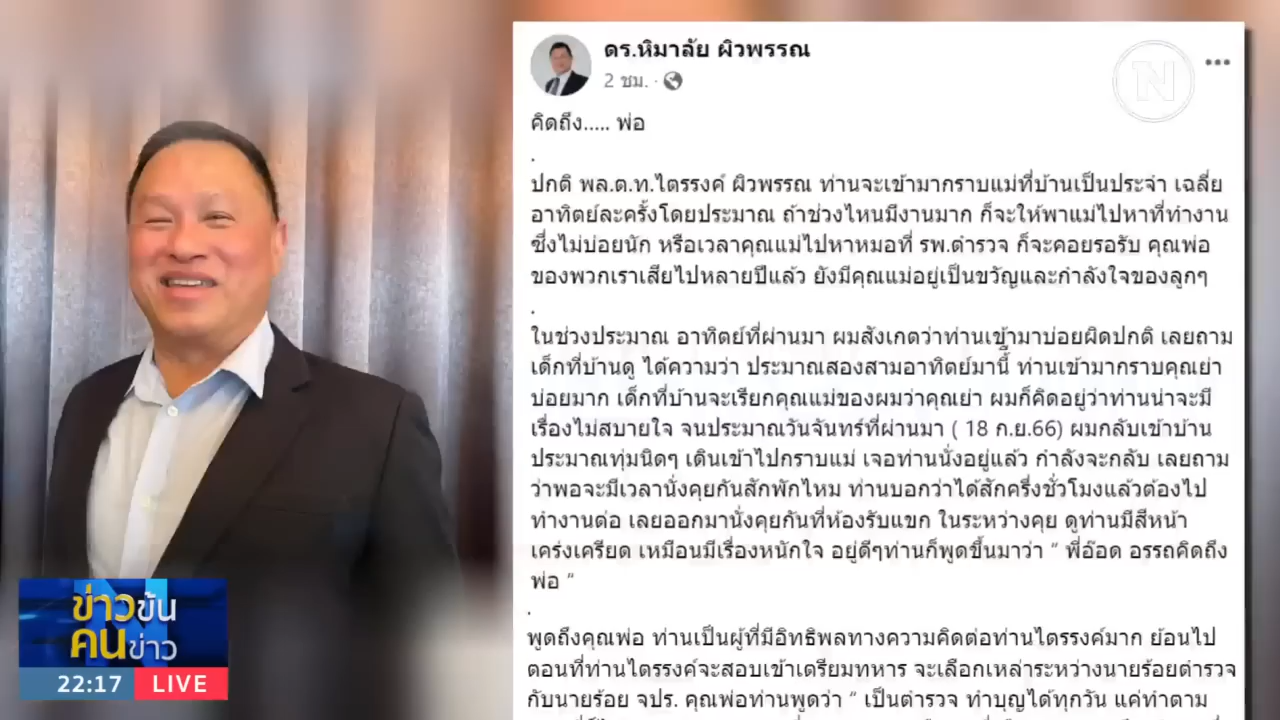 ดร.หิมาลัย ผิวพรรณ
2 ชม.
N
คิดถึง..... พ่อ
.
ปกติ พล.ต.ท.ไตรรงค์ ผิวพรรณ ท่านจะเข้ามากราบแม่ที่บ้านเป็นประจำ เฉลี่ย
อาทิตย์ละครั้งโดยประมาณ ถ้าช่วงไหนมีงานมาก ก็จะให้พาแม่ไปหาที่ทำงาน
ซึ่งไม่บ่อยนัก หรือเวลาคุณแม่ไปหาหมอที่ รพ.ตำรวจ ก็จะคอยรอรับ คุณพ่อ
ของพวกเราเสียไปหลายปีแล้ว ยังมีคุณแม่อยู่เป็นขวัญและกำลังใจของลูกๆ
.
ในช่วงประมาณ อาทิตย์ที่ผ่านมา ผมสังเกตว่าท่านเข้ามาบ่อยผิดปกติ เลยถาม
เด็กที่บ้านดู ได้ความว่า ประมาณสองสามอาทิตย์มานี้ ท่านเข้ามากราบคุณย่า
บ่อยมาก เด็กที่บ้านจะเรียกคุณแม่ของผมว่าคุณย่า ผมก็คิดอยู่ว่าท่านน่าจะมี
เรื่องไม่สบายใจ จนประมาณวันจันทร์ที่ผ่านมา ( 18 ก.ย.66) ผมกลับเข้าบ้าน
ประมาณทุ่มนิดๆ เดินเข้าไปกราบแม่ เจอท่านนั่งอยู่แล้ว กำลังจะกลับ เลยถาม
ว่าพอจะมีเวลานั่งคุยกันสักพักไหม ท่านบอกว่าได้สักครึ่งชั่วโมงแล้วต้องไป
ทำงานต่อ เลยออกมานั่งคุยกันที่ห้องรับแขก ในระหว่างคุย ดูท่านมีสีหน้า
เคร่งเครียด เหมือนมีเรื่องหนักใจ อยู่ดีๆท่านก็พูดขึ้นมาว่า “ พี่อ๊อด อรรถคิดถึง
พ่อ “
.
พูดถึงคุณพ่อ ท่านเป็นผู้ที่มีอิทธิพลทางความคิดต่อท่านไตรรงค์มาก ย้อนไป
ตอนที่ท่านไตรรงค์จะสอบเข้าเตรียมทหาร จะเลือกเหล่าระหว่างนายร้อยตำรวจ
กับนายร้อย จปร. คุณพ่อท่านพูดว่า “ เป็นตำรวจ ทำบุญได้ทุกวัน แค่ทำตาม
ข่าวข้น
คนข่าว
22:17 LIVE